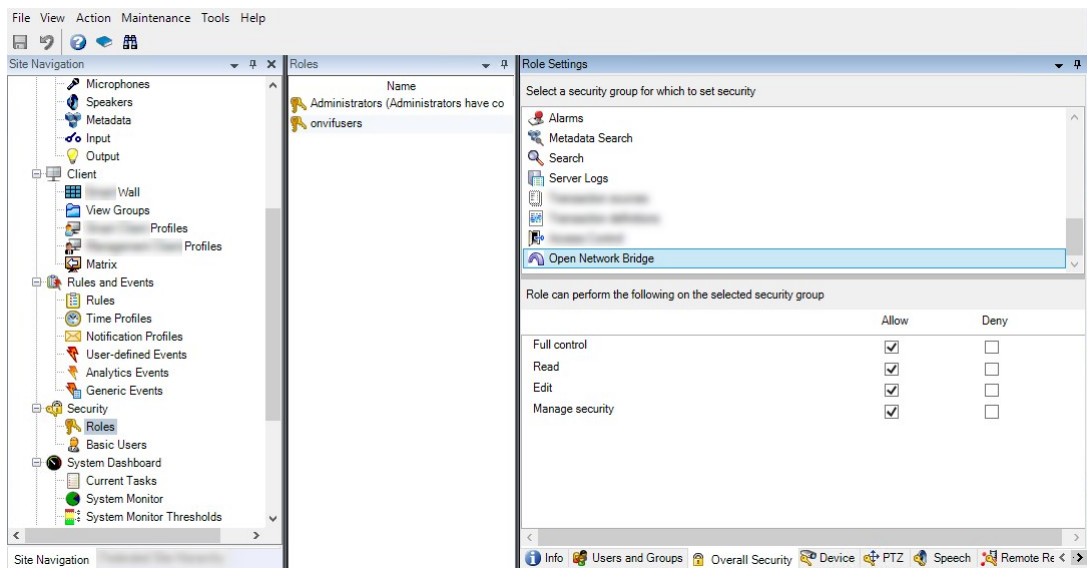 File View Action Maintenance Tools Help
Site Navigation
Microphones
Speakers
Metadata
Input
Output
Client
Wall
View Groups
Profiles
Profiles
Matrix
Rules and Events
Rules
Time Profiles
Notification Profiles
User-defined Events
Analytics Events
Generic Events
Security
Roles
Basic Users
System Dashboard
Current Tasks
System Monitor
System Monitor Thresholds
Site Navigation
Roles
Name
Administrators (Administrators have co
onvifusers
Role Settings
Select a security group for which to set security
Alarms
Metadata Search
Search
Server Logs
Open Network Bridge
Role can perform the following on the selected security group
Allow Deny
Full control
Read
Edit
Manage security
Info Users and Groups Overall Security Device PTZ Speech Remote Re